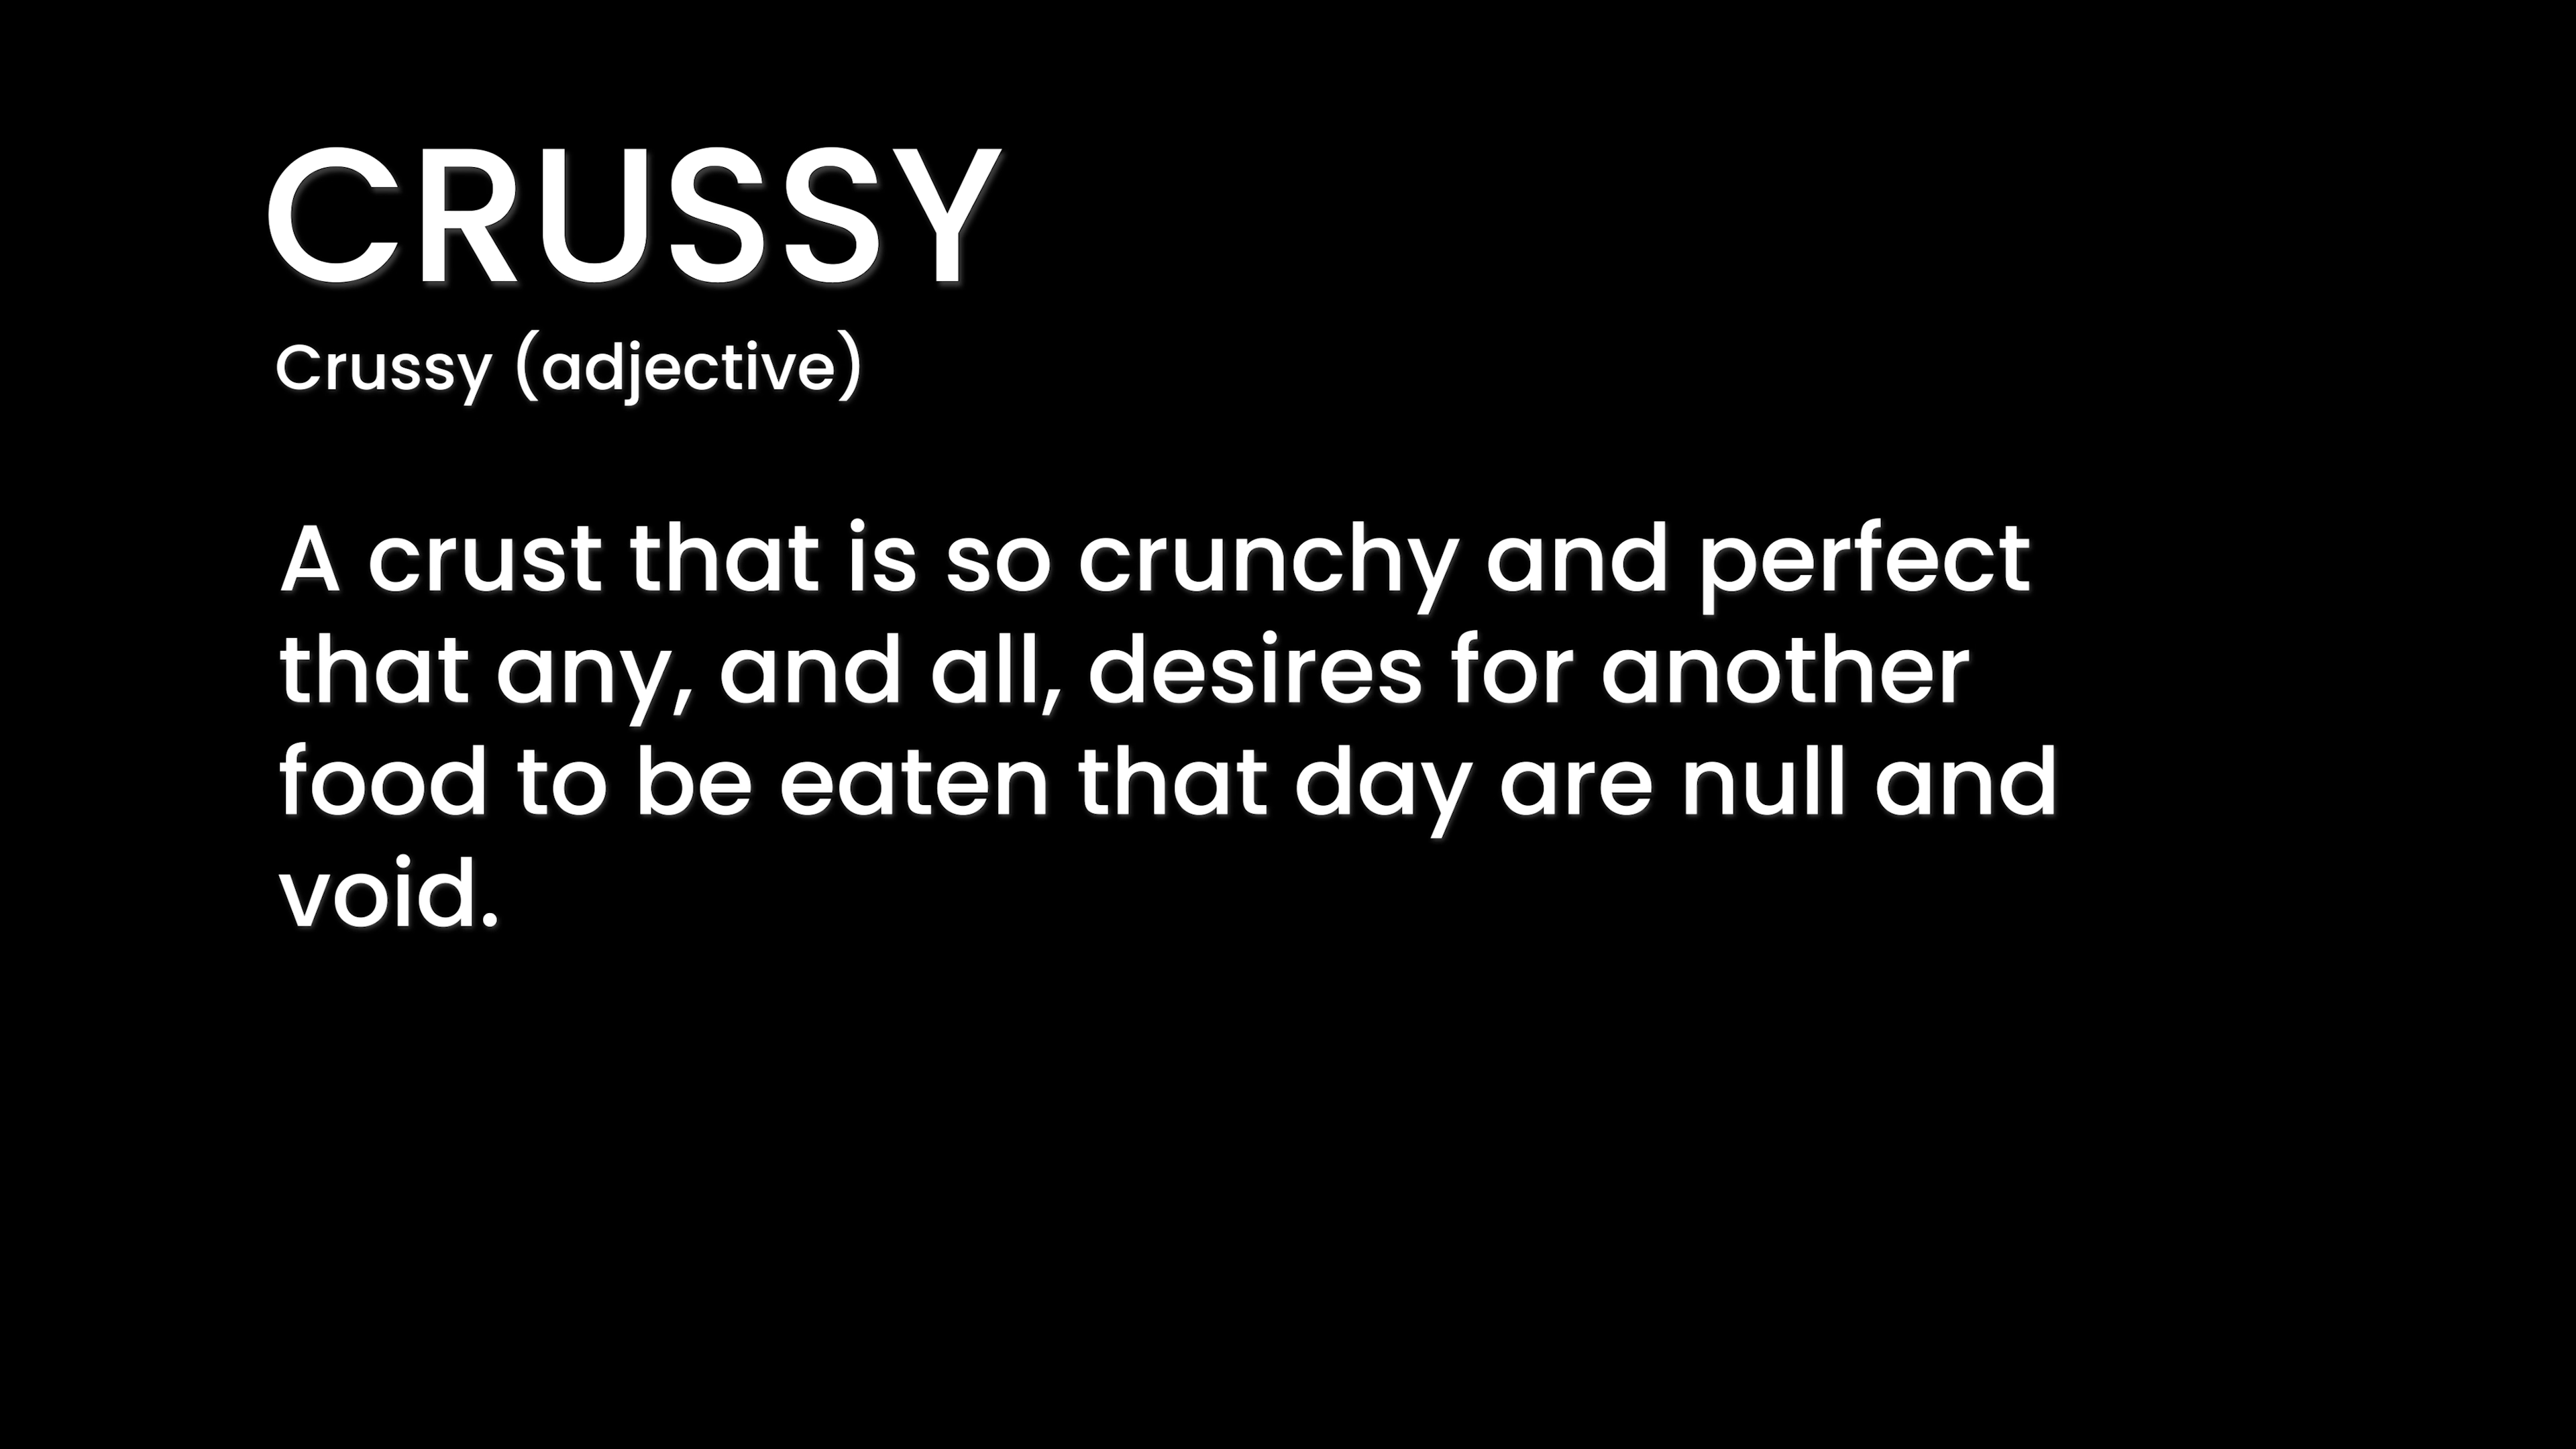 CRUSSY
Crussy (adjective)
A crust that is so crunchy and perfect
that any, and all, desires for another
food to be eaten that day are null and
void.